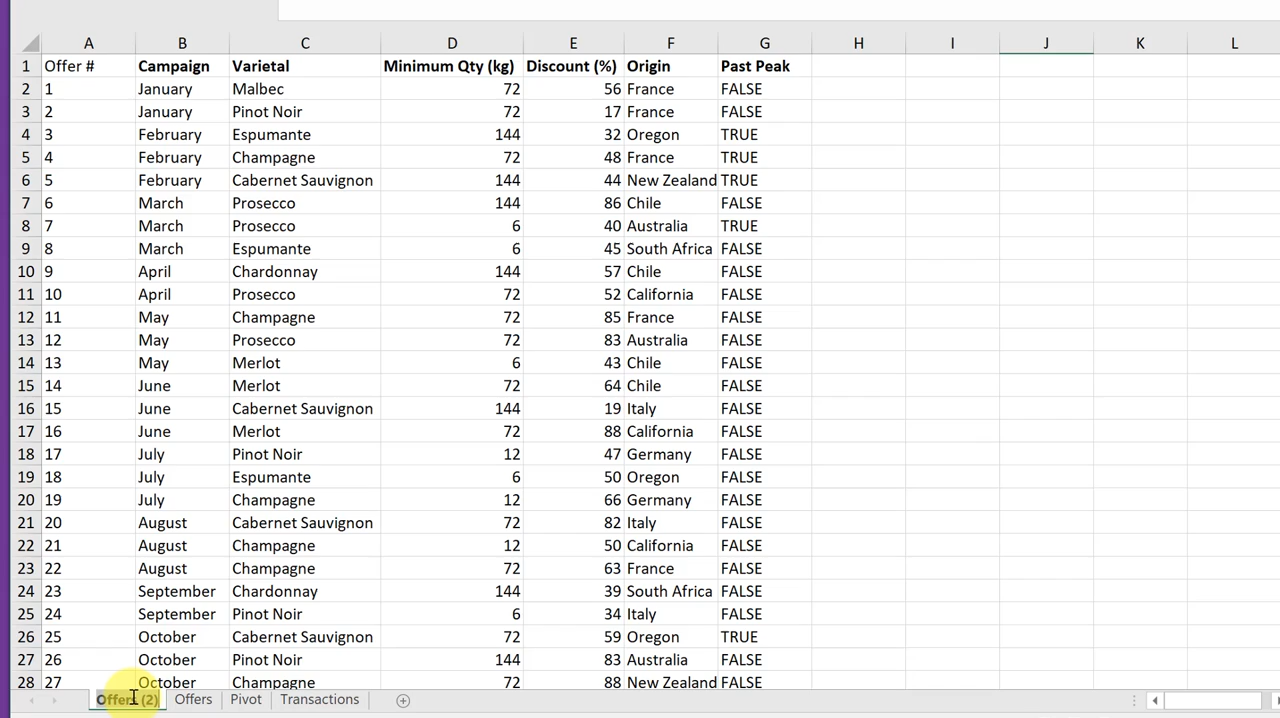 A B C D E F G H I J K L
1 Offer # Campaign Varietal Minimum Qty (kg) Discount (%) Origin Past Peak
2 1 January Malbec 72 56 France FALSE
3 2 January Pinot Noir 72 17 France FALSE
4 3 February Espumante 144 32 Oregon TRUE
5 4 February Champagne 72 48 France TRUE
6 5 February Cabernet Sauvignon 144 44 New Zealand TRUE
7 6 March Prosecco 144 86 Chile FALSE
8 7 March Prosecco 6 40 Australia TRUE
9 8 March Espumante 6 45 South Africa FALSE
10 9 April Chardonnay 144 57 Chile FALSE
11 10 April Prosecco 72 52 California FALSE
12 11 May Champagne 72 85 France FALSE
13 12 May Prosecco 72 83 Australia FALSE
14 13 May Merlot 6 43 Chile FALSE
15 14 June Merlot 72 64 Chile FALSE
16 15 June Cabernet Sauvignon 144 19 Italy FALSE
17 16 June Merlot 72 88 California FALSE
18 17 July Pinot Noir 12 47 Germany FALSE
19 18 July Espumante 6 50 Oregon FALSE
20 19 July Champagne 12 66 Germany FALSE
21 20 August Cabernet Sauvignon 72 82 Italy FALSE
22 21 August Champagne 12 50 California FALSE
23 22 August Champagne 72 63 France FALSE
24 23 September Chardonnay 144 39 South Africa FALSE
25 24 September Pinot Noir 6 34 Italy FALSE
26 25 October Cabernet Sauvignon 72 59 Oregon TRUE
27 26 October Pinot Noir 144 83 Australia FALSE
28 27 October Champagne 72 88 New Zealand FALSE
Offers (2) Offers Pivot Transactions